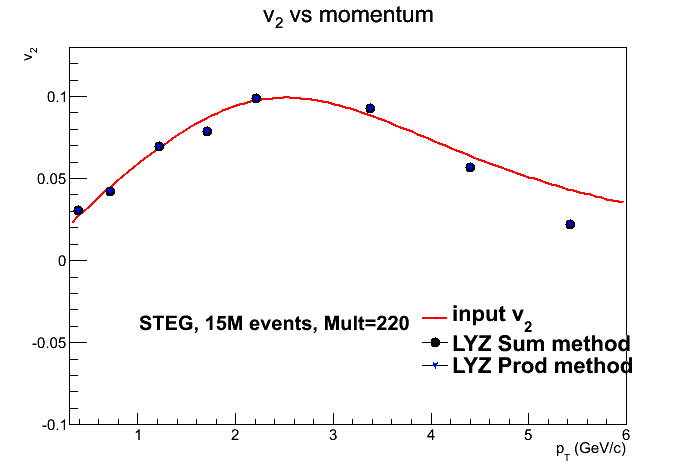 v2 vs momentum
v2
0.1
0.05
0
-0.05
-0.1
STEG, 15M events, Mult=220
input v2
LYZ Sum method
LYZ Prod method
1 2 3 4 5 6
pT (GeV/c)